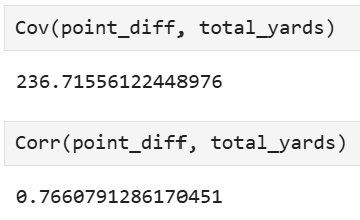 Cov(point_diff, total_yards)
236.71556122448976
Corr(point_diff, total_yards)
0.7660791286170451